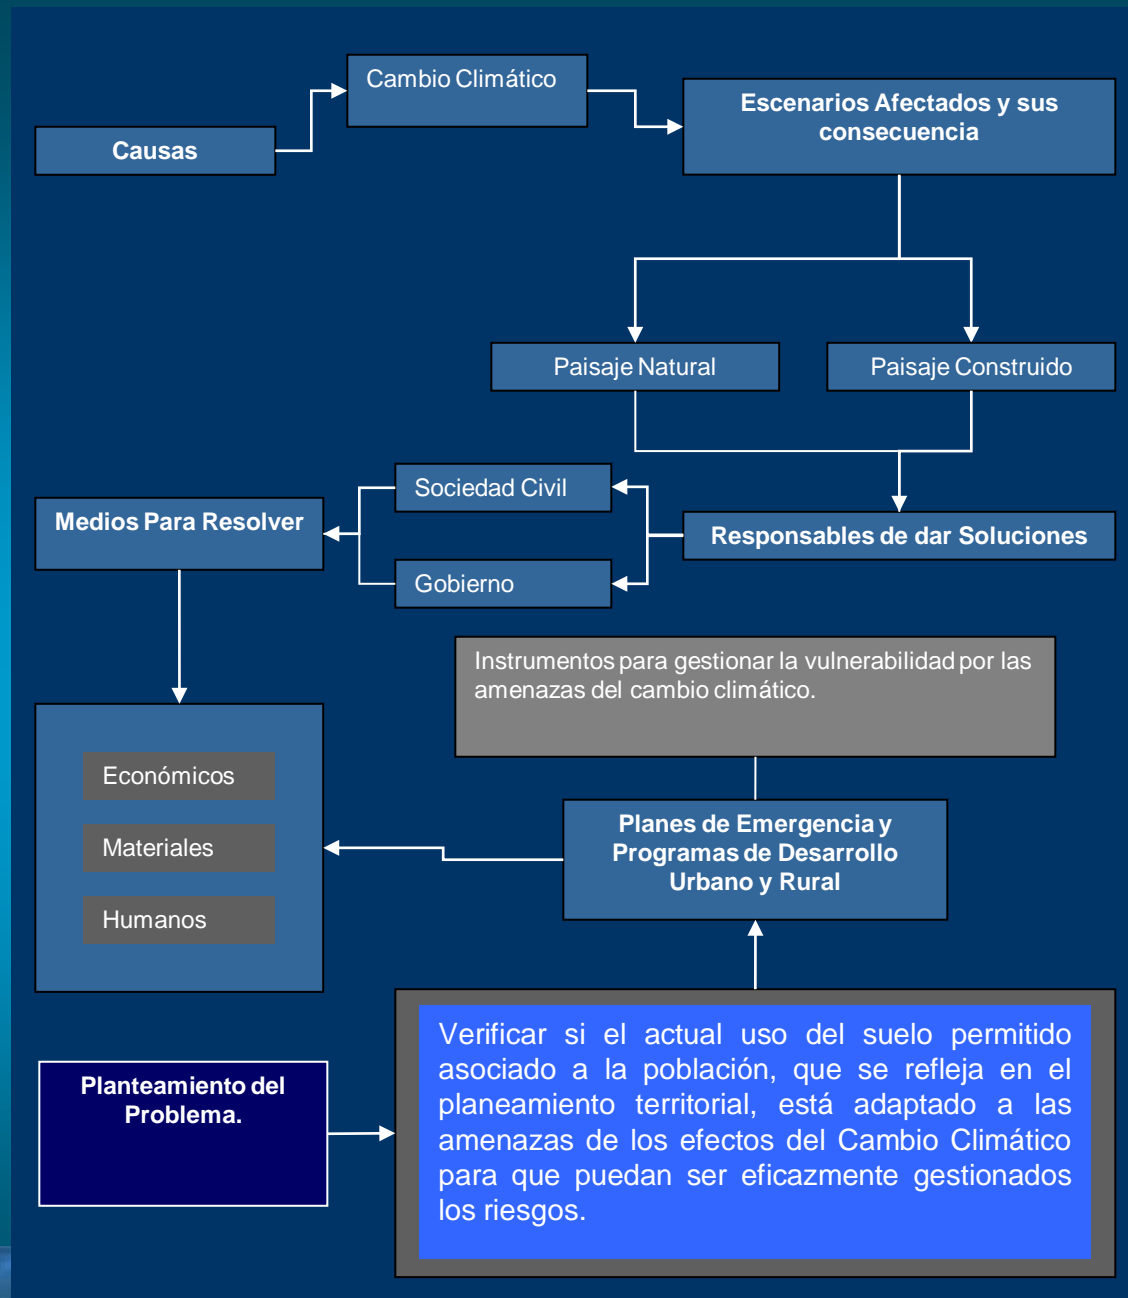 Cambio Climático
Escenarios Afectados y sus
consecuencia
Causas
Paisaje Natural
Paisaje Construido
Sociedad Civil
Medios Para Resolver
Responsables de dar Soluciones
Gobierno
Instrumentos para gestionar la vulnerabilidad por las
amenazas del cambio climático.
Económicos
Materiales
Humanos
Planes de Emergencia y
Programas de Desarrollo
Urbano y Rural
Planteamiento del
Problema.
Verificar si el actual uso del suelo permitido
asociado a la población, que se refleja en el
planeamiento territorial, está adaptado a las
amenazas de los efectos del Cambio Climático
para que puedan ser eficazmente gestionados
los riesgos.